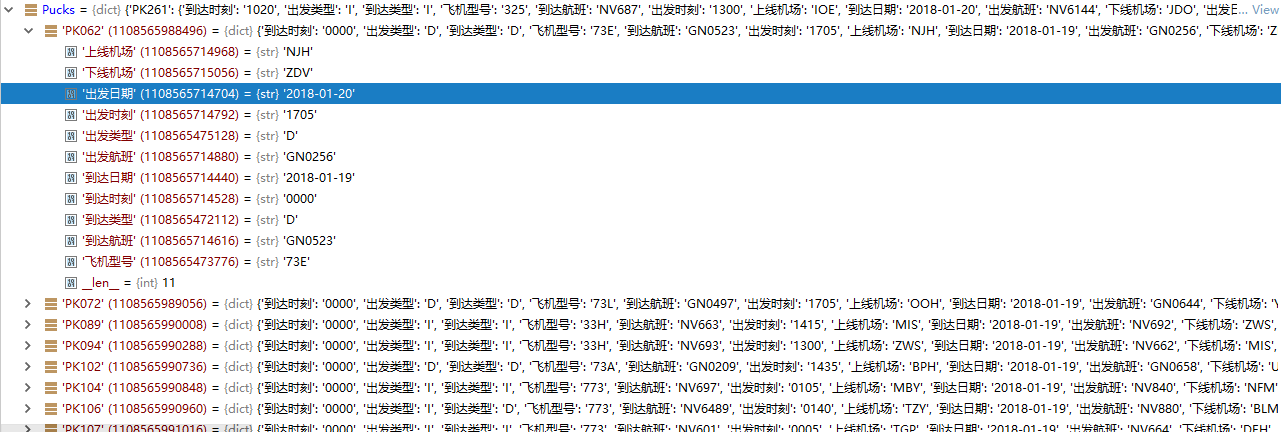 Pucks = {dict} {'PK261': {'到达时刻': '1020', '出发类型': 'I', '到达类型': 'I', '飞机型号': '325', '到达航班': 'NV687', '出发时刻': '1300', '上线机场': 'IOE', '到达日期': '2018-01-20', '出发航班': 'NV6144', '下线机场': 'JDO', '出发E... View
'PK062' (1108565988496) = {dict} {'到达时刻': '0000', '出发类型': 'D', '到达类型': 'D', '飞机型号': '73E', '到达航班': 'GN0523', '出发时刻': '1705', '上线机场': 'NJH', '到达日期': '2018-01-19', '出发航班': 'GN0256', '下线机场': 'Z
'上线机场' (1108565714968) = {str} 'NJH'
'下线机场' (1108565715056) = {str} 'ZDV'
'出发日期' (1108565714704) = {str} '2018-01-20'
'出发时刻' (1108565714792) = {str} '1705'
'出发类型' (1108565475128) = {str} 'D'
'出发航班' (1108565714880) = {str} 'GN0256'
'到达日期' (1108565714440) = {str} '2018-01-19'
'到达时刻' (1108565714528) = {str} '0000'
'到达类型' (1108565472112) = {str} 'D'
'到达航班' (1108565714616) = {str} 'GN0523'
'飞机型号' (1108565473776) = {str} '73E'
__len__ = {int} 11
'PK072' (1108565989056) = {dict} {'到达时刻': '0000', '出发类型': 'D', '到达类型': 'D', '飞机型号': '73L', '到达航班': 'GN0497', '出发时刻': '1705', '上线机场': 'OOH', '到达日期': '2018-01-19', '出发航班': 'GN0644', '下线机场':
'PK089' (1108565990008) = {dict} {'到达时刻': '0000', '出发类型': 'I', '到达类型': 'I', '飞机型号': '33H', '到达航班': 'NV663', '出发时刻': '1415', '上线机场': 'MIS', '到达日期': '2018-01-19', '出发航班': 'NV692', '下线机场': 'ZWS',
'PK094' (1108565990288) = {dict} {'到达时刻': '0000', '出发类型': 'I', '到达类型': 'I', '飞机型号': '33H', '到达航班': 'NV693', '出发时刻': '1300', '上线机场': 'ZWS', '到达日期': '2018-01-19', '出发航班': 'NV662', '下线机场': 'MIS',
'PK102' (1108565990736) = {dict} {'到达时刻': '0000', '出发类型': 'D', '到达类型': 'D', '飞机型号': '73A', '到达航班': 'GN0209', '出发时刻': '1435', '上线机场': 'BPH', '到达日期': '2018-01-19', '出发航班': 'GN0658', '下线机场': 'U
'PK104' (1108565990848) = {dict} {'到达时刻': '0000', '出发类型': 'I', '到达类型': 'I', '飞机型号': '773', '到达航班': 'NV697', '出发时刻': '0105', '上线机场': 'MBY', '到达日期': '2018-01-19', '出发航班': 'NV840', '下线机场': 'NFM'
'PK106' (1108565990960) = {dict} {'到达时刻': '0000', '出发类型': 'I', '到达类型': 'D', '飞机型号': '773', '到达航班': 'NV6489', '出发时刻': '0140', '上线机场': 'TZY', '到达日期': '2018-01-19', '出发航班': 'NV880', '下线机场': 'BLM
'PK107' (1108565991016) = {dict} {'到达时刻': '0000', '出发类型': 'I', '到达类型': 'I', '飞机型号': '773', '到达航班': 'NV601', '出发时刻': '0005', '上线机场': 'TGP', '到达日期': '2018-01-19', '出发航班': 'NV664', '下线机场': 'DFH',